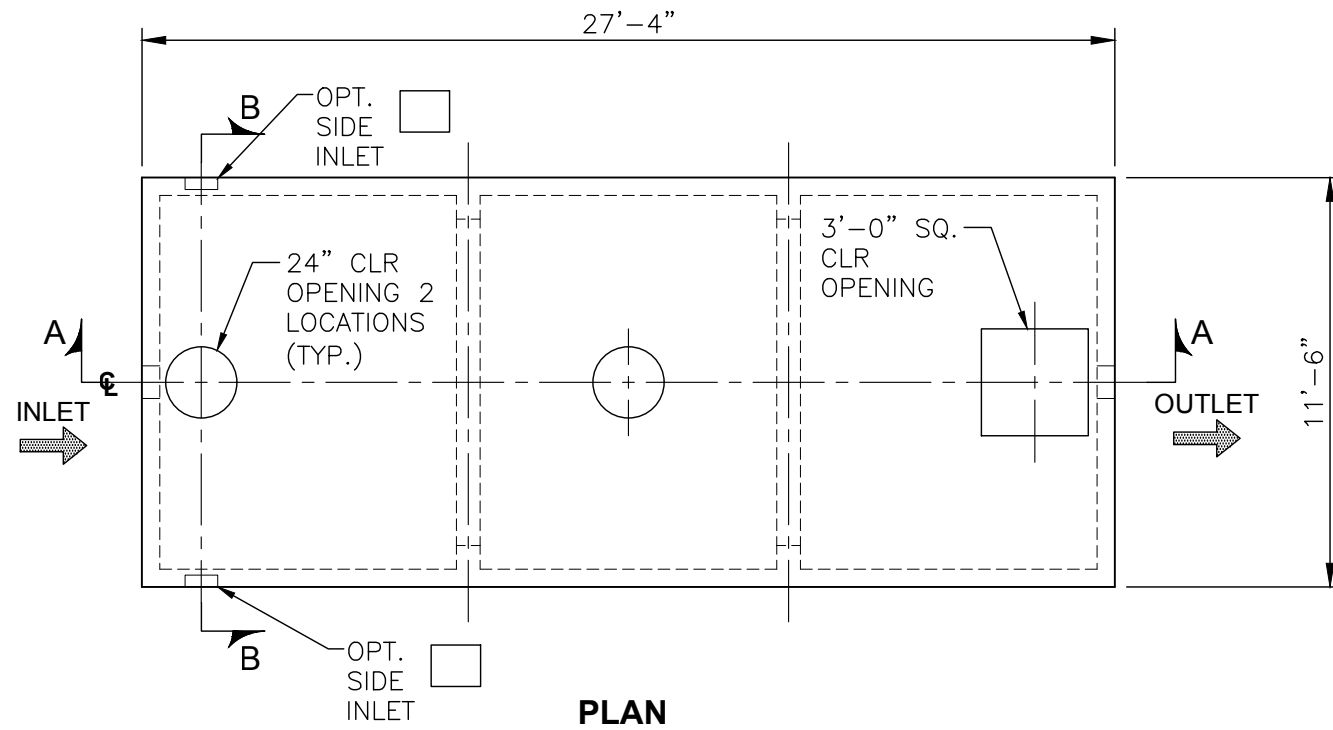 27'-4"
B
OPT.
SIDE
INLET
3'-0" SQ.
CLR
OPENING
24" CLR
OPENING 2
LOCATIONS
(TYP.)
A
A
℄
INLET
OUTLET
11'-6"
B
OPT.
SIDE
INLET
PLAN